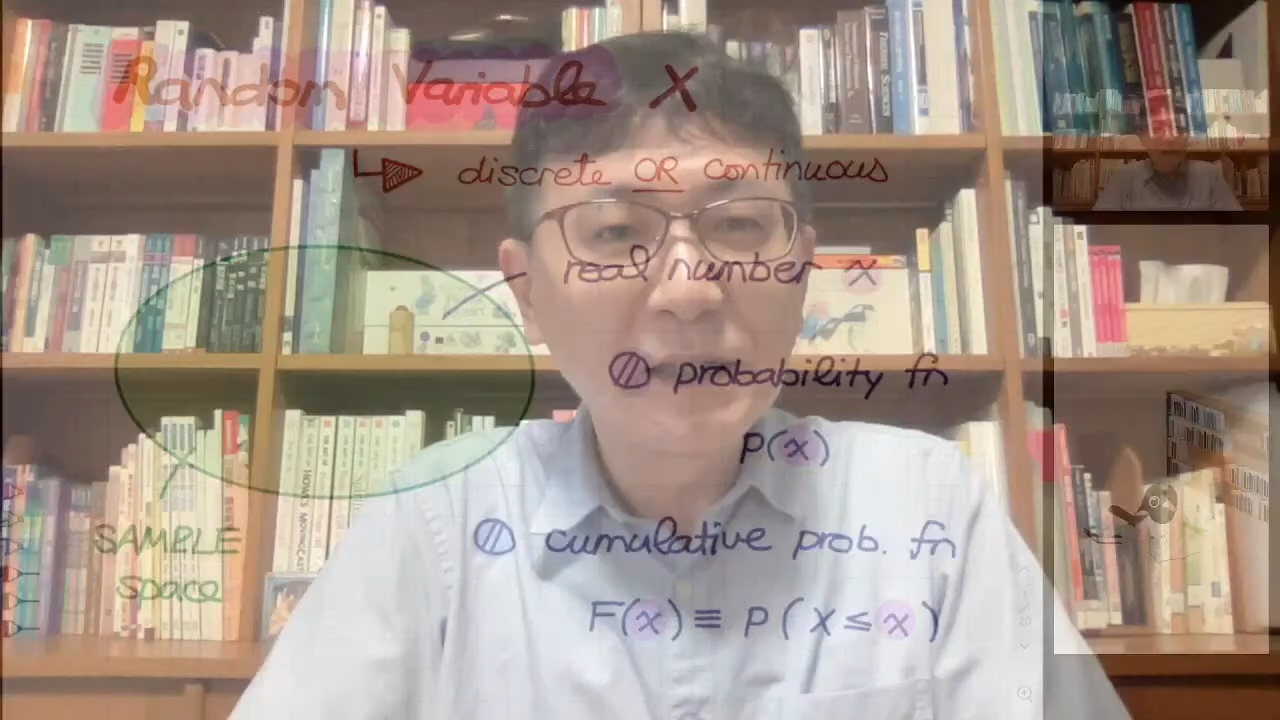 Random Variable X
discrete OR continuous
real number x
probability fn
p(x)
SAMPLE
space
cumulative prob. fn
F(x) ≡ P(X ≤ x)